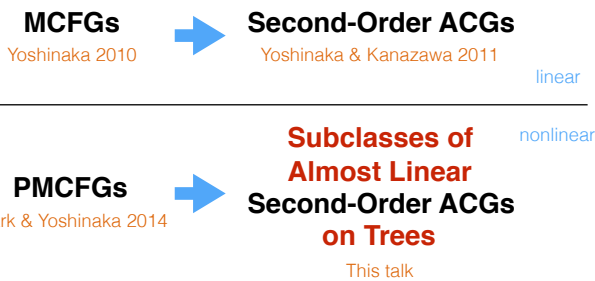 MCFGs
Second-Order ACGs
Yoshinaka 2010
Yoshinaka & Kanazawa 2011
linear
nonlinear
Subclasses of
Almost Linear
PMCFGs
Second-Order ACGs
rk & Yoshinaka 2014
on Trees
This talk